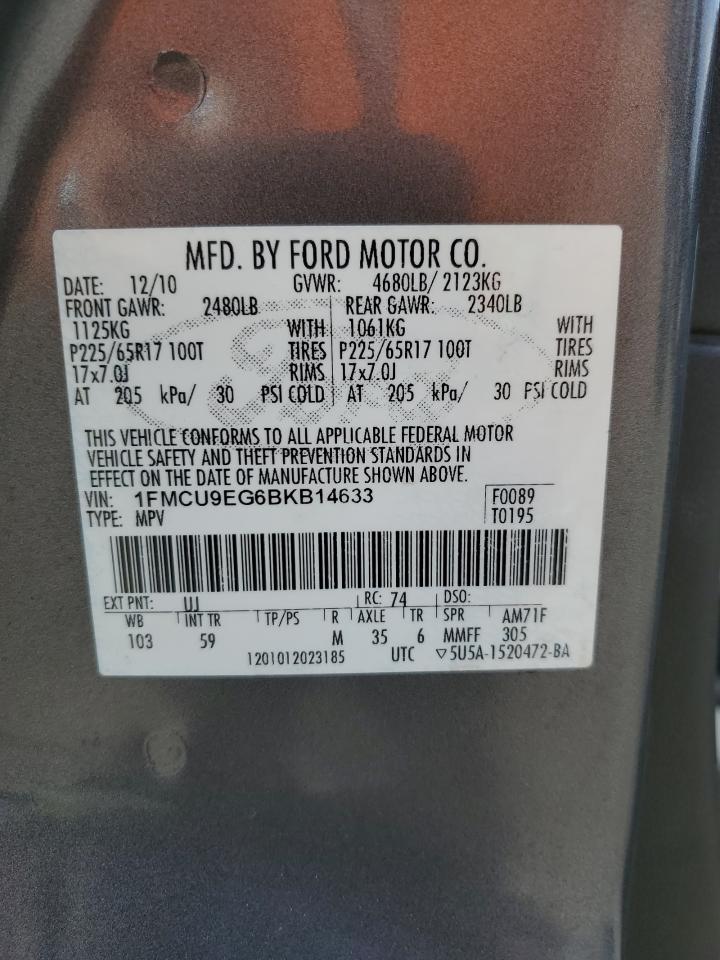 MFD. BY FORD MOTOR CO.
DATE: 12/10 GVWR: 4680LB/ 2123KG
FRONT GAWR: 2480LB REAR GAWR: 2340LB
1125KG WITH 1061KG WITH
P225/65R17 100T TIRES P225/65R17 100T TIRES
17x7.0J RIMS 17x7.0J RIMS
AT 205 kPa/ 30 PSI COLD AT 205 kPa/ 30 PSI COLD
THIS VEHICLE CONFORMS TO ALL APPLICABLE FEDERAL MOTOR
VEHICLE SAFETY AND THEFT PREVENTION STANDARDS IN
EFFECT ON THE DATE OF MANUFACTURE SHOWN ABOVE.
VIN: 1FMCU9EG6BKB14633 F0089
TYPE: MPV T0195
EXT PNT: UJ RC: 74 DSO:
WB INT TR TP/PS R AXLE TR SPR AM71F
103 59 M 35 6 MMFF 305
1201012023185 UTC ▽5U5A-1520472-BA